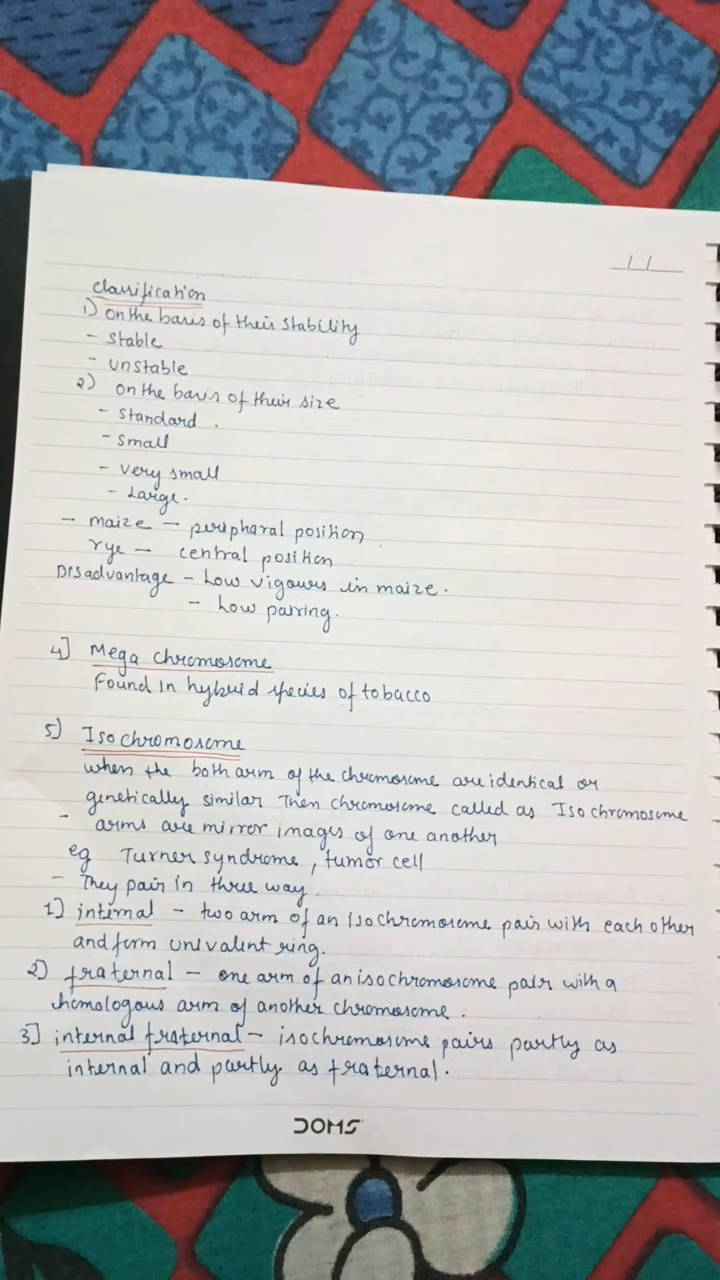 / /
Classification
1) on the basis of their stability
- Stable
- unstable
2) on the basis of their size
- Standard .
- Small
- very small
- Large.
- maize - peripharal position
rye - central position
Disadvantage - Low vigours in maize.
- Low pairing.
4] Mega chromosome
Found in hybrid species of tobacco
5) Iso chromosome
when the both arm of the chromosome are identical or
genetically similar Then chromosome called as Iso chromosome
- arms are mirror images of one another
eg Turner syndrome, tumor cell
- They pair in three way.
1] internal - two arm of an isochromosome pair with each other
and form univalent ring.
2) fraternal - one arm of an isochromosome pair with a
homologous arm of another chromosome.
3] internal fraternal - isochromosome pairs partly as
internal and partly as fraternal.
DOMS